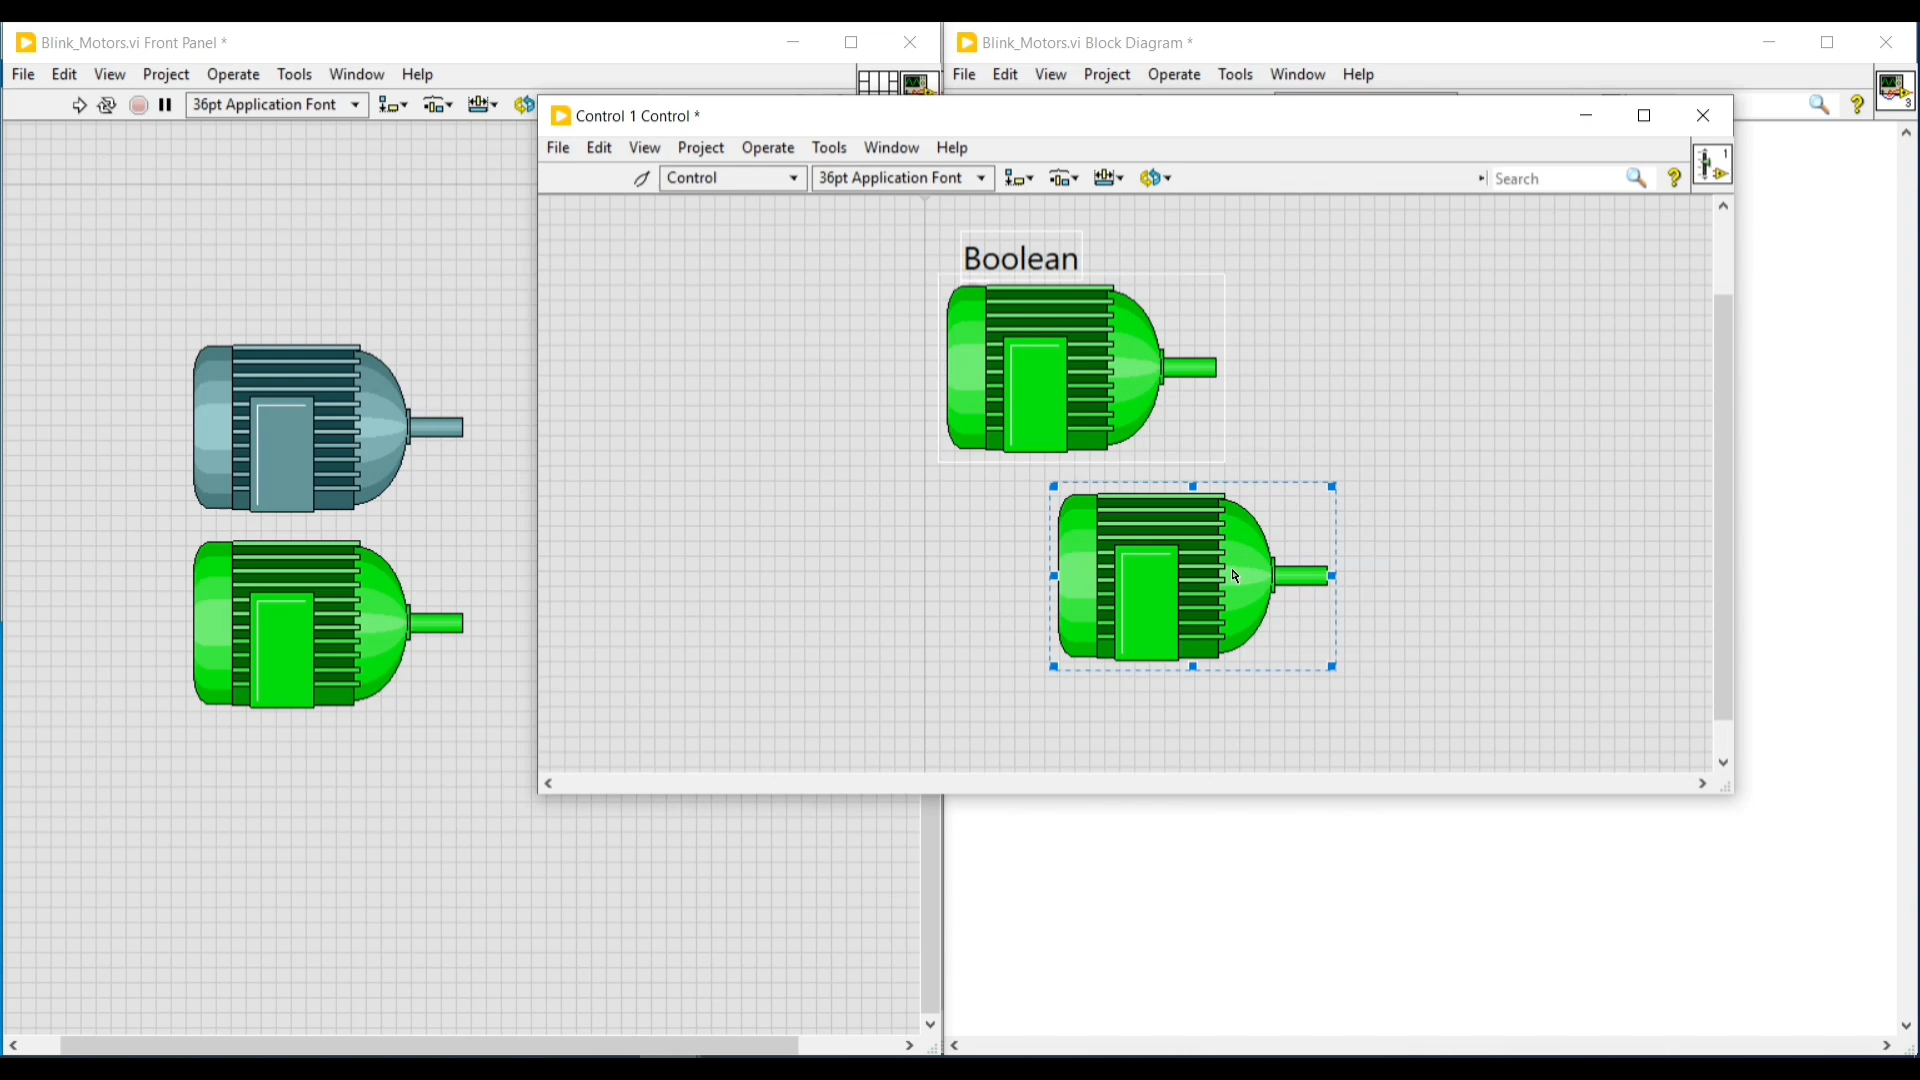 Blink_Motors.vi Front Panel *
File Edit View Project Operate Tools Window Help
36pt Application Font
Blink_Motors.vi Block Diagram *
File Edit View Project Operate Tools Window Help
?
3
Control 1 Control *
File Edit View Project Operate Tools Window Help
Control 36pt Application Font Search ?
1
Boolean